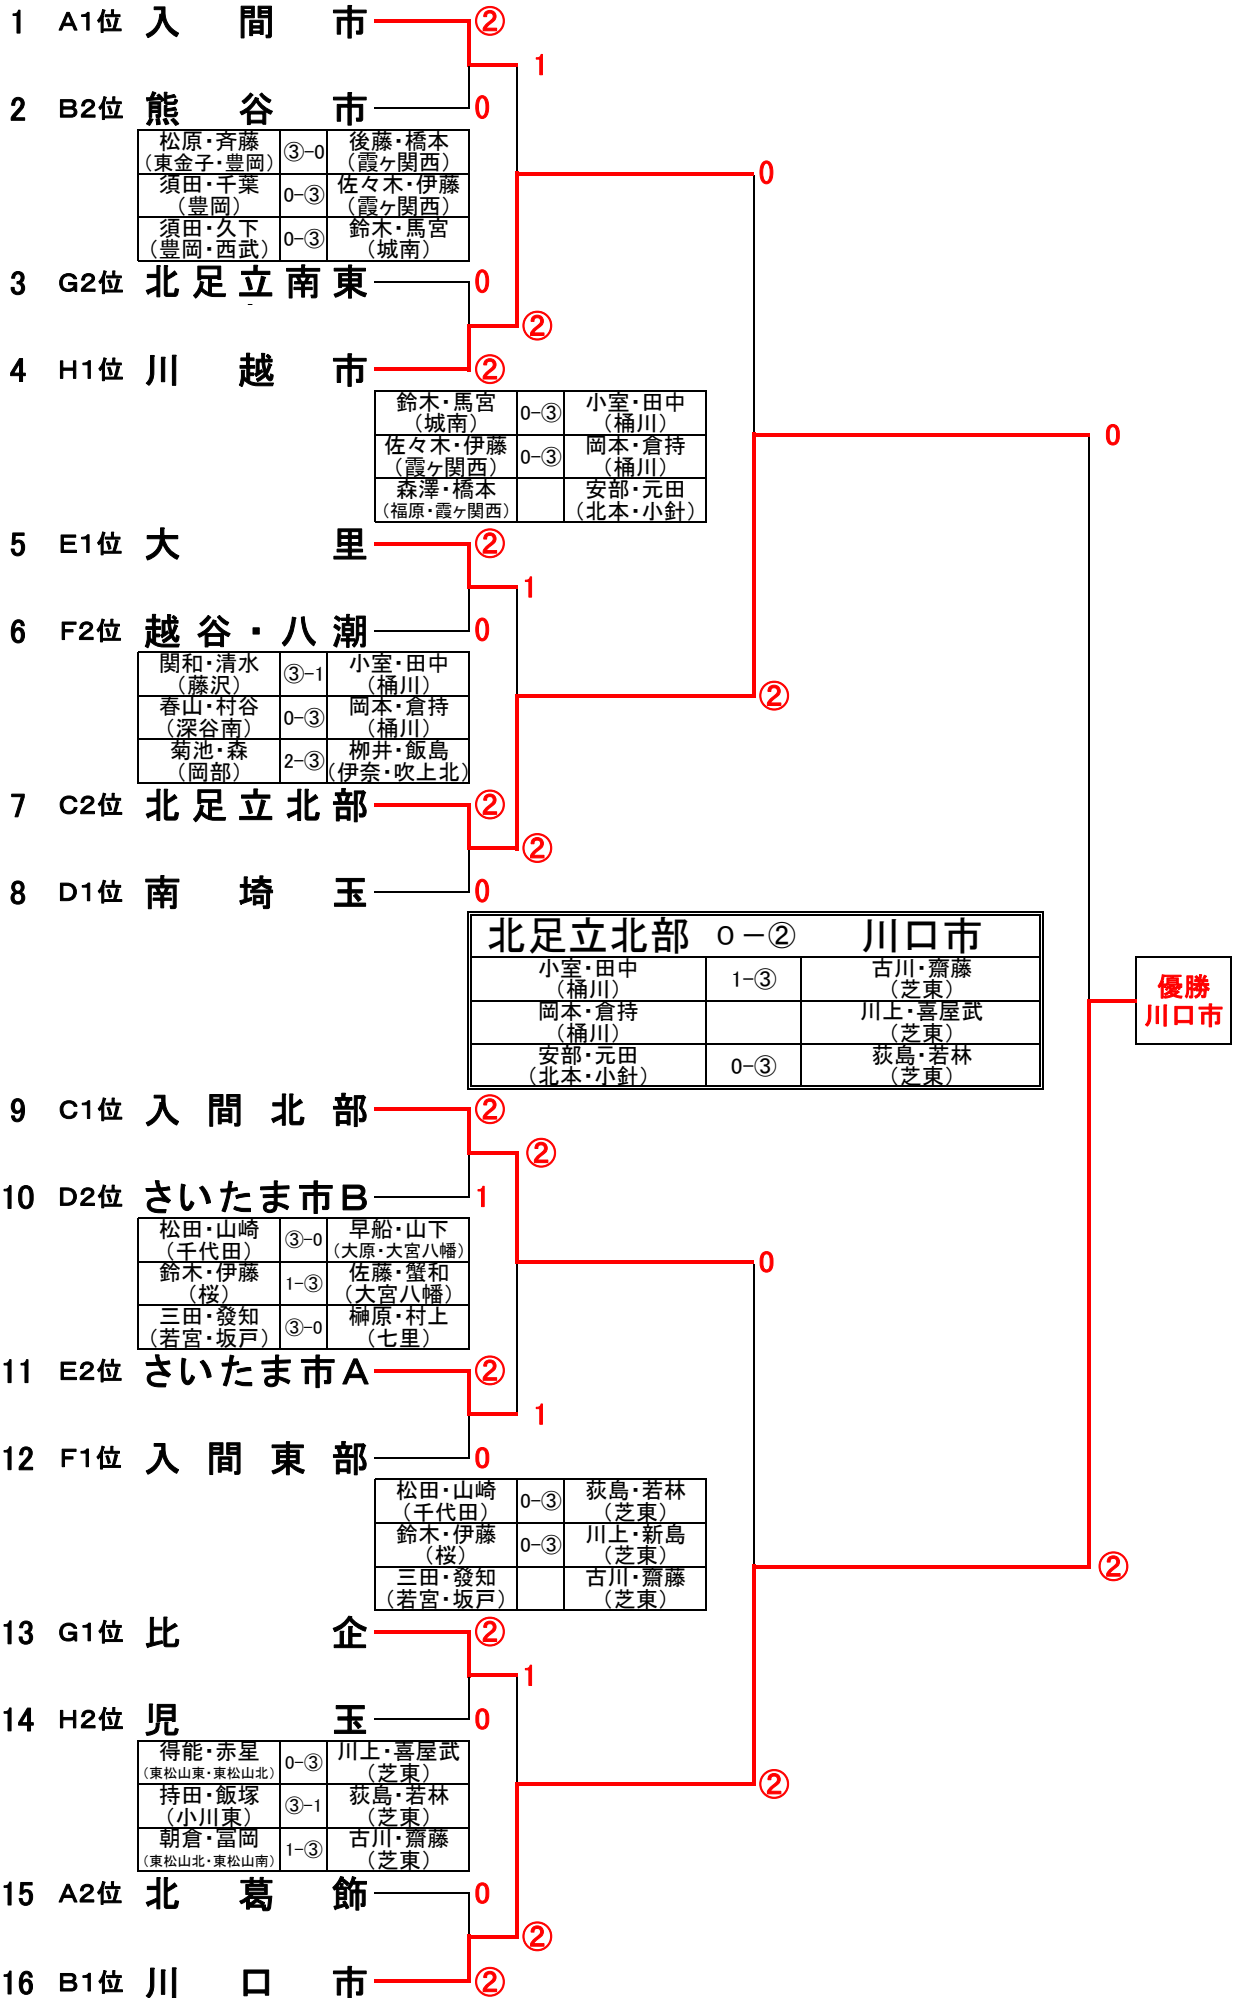 1 A1位 入間市 ②
1
2 B2位 熊谷市 0
松原・斉藤 ③-0 後藤・橋本
（東金子・豊岡） （霞ヶ関西）
0
須田・千葉 0-③ 佐々木・伊藤
（豊岡） （霞ヶ関西）
須田・久下 0-③ 鈴木・馬宮
（豊岡・西武） （城南）
3 G2位 北足立南東 0
②
4 H1位 川越市 ②
鈴木・馬宮 0-③ 小室・田中
（城南） （桶川）
0
佐々木・伊藤 0-③ 岡本・倉持
（霞ヶ関西） （桶川）
森澤・橋本 安部・元田
（福原・霞ヶ関西） （北本・小針）
5 E1位 大里 ②
1
6 F2位 越谷・八潮 0
関和・清水 ③-1 小室・田中
（藤沢） （桶川）
②
春山・村谷 0-③ 岡本・倉持
（深谷南） （桶川）
菊池・森 2-③ 栁井・飯島
（岡部） （伊奈・吹上北）
7 C2位 北足立北部 ②
②
8 D1位 南埼玉 0
北足立北部 0－② 川口市
小室・田中 1-③ 古川・齋藤
（桶川） （芝東）
優勝
川口市
岡本・倉持 川上・喜屋武
（桶川） （芝東）
安部・元田 0-③ 荻島・若林
（北本・小針） （芝東）
9 C1位 入間北部 ②
②
10 D2位 さいたま市B 1
松田・山崎 ③-0 早船・山下
（千代田） （大原・大宮八幡）
0
鈴木・伊藤 1-③ 佐藤・蟹和
（桜） （大宮八幡）
三田・發知 ③-0 榊原・村上
（若宮・坂戸） （七里）
11 E2位 さいたま市A ②
1
12 F1位 入間東部 0
松田・山崎 0-③ 荻島・若林
（千代田） （芝東）
鈴木・伊藤 0-③ 川上・新島
（桜） （芝東）
②
三田・發知 古川・齋藤
（若宮・坂戸） （芝東）
13 G1位 比企 ②
1
14 H2位 児玉 0
得能・赤星 0-③ 川上・喜屋武
（東松山東・東松山北） （芝東）
②
持田・飯塚 ③-1 荻島・若林
（小川東） （芝東）
朝倉・冨岡 1-③ 古川・齋藤
（東松山北・東松山南） （芝東）
15 A2位 北葛飾 0
②
16 B1位 川口市 ②